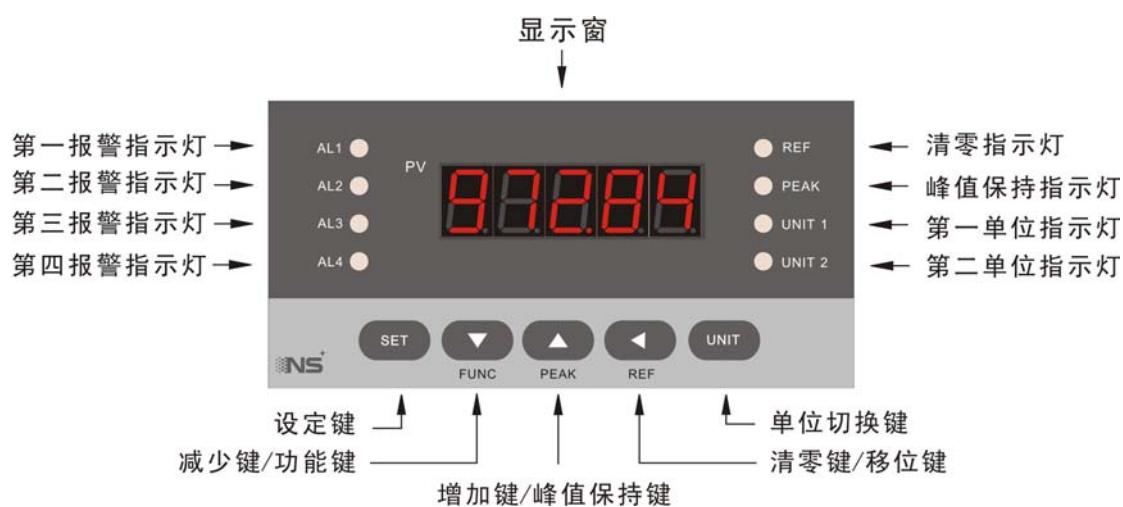 显示窗
第一报警指示灯
第二报警指示灯
第三报警指示灯
第四报警指示灯
AL1
AL2
AL3
AL4
PV
972.84
REF
PEAK
UNIT 1
UNIT 2
清零指示灯
峰值保持指示灯
第一单位指示灯
第二单位指示灯
SET
UNIT
NS+
FUNC
PEAK
REF
设定键
单位切换键
减少键/功能键
清零键/移位键
增加键/峰值保持键